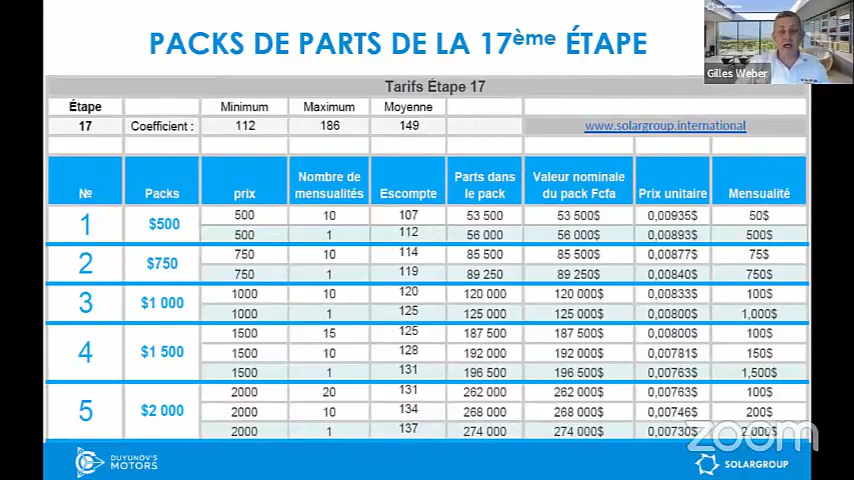 PACKS DE PARTS DE LA 17ème ÉTAPE
Gilles Weber
Tarifs Étape 17
Étape Minimum Maximum Moyenne
17 Coefficient : 112 186 149 www.solargroup.international
№ Packs prix Nombre de mensualités Escompte Parts dans le pack Valeur nominale du pack Fcfa Prix unitaire Mensualité
1 $500 500 10 107 53 500 53 500$ 0,00935$ 50$
500 1 112 56 000 56 000$ 0,00893$ 500$
2 $750 750 10 114 85 500 85 500$ 0,00877$ 75$
750 1 119 89 250 89 250$ 0,00840$ 750$
3 $1 000 1000 10 120 120 000 120 000$ 0,00833$ 100$
1000 1 125 125 000 125 000$ 0,00800$ 1,000$
4 $1 500 1500 15 125 187 500 187 500$ 0,00800$ 100$
1500 10 128 192 000 192 000$ 0,00781$ 150$
1500 1 131 196 500 196 500$ 0,00763$ 1,500$
5 $2 000 2000 20 131 262 000 262 000$ 0,00763$ 100$
2000 10 134 268 000 268 000$ 0,00746$ 200$
2000 1 137 274 000 274 000$ 0,00730$ 2,000$
zoom
DUYUNOV'S
MOTORS
SOLARGROUP